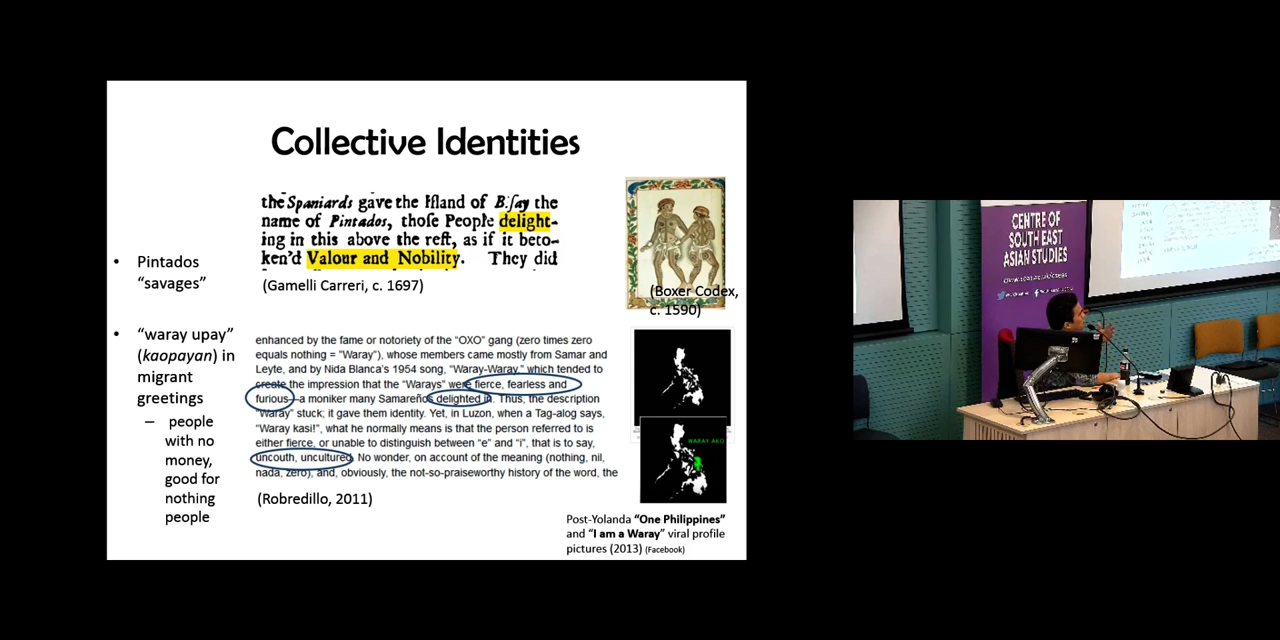 Collective Identities
the Spaniards gave the Iſland of B.ſay the
name of Pintados, thoſe People delight-
ing in this above the reſt, as if it beto-
ken'd Valour and Nobility. They did
(Gamelli Carreri, c. 1697)
(Boxer Codex,
c. 1590)
• Pintados
“savages”
• “waray upay”
(kaopayan) in
migrant
greetings
– people
with no
money,
good for
nothing
people
enhanced by the fame or notoriety of the “OXO” gang (zero times zero
equals nothing = “Waray”), whose members came mostly from Samar and
Leyte, and by Nida Blanca's 1954 song, “Waray-Waray,” which tended to
create the impression that the “Warays” were fierce, fearless and
furious–a moniker many Samareños delighted in. Thus, the description
“Waray” stuck; it gave them identity. Yet, in Luzon, when a Tag-alog says,
“Waray kasi!”, what he normally means is that the person referred to is
either fierce, or unable to distinguish between “e” and “i”, that is to say,
uncouth, uncultured. No wonder, on account of the meaning (nothing, nil,
nada, zero), and, obviously, the not-so-praiseworthy history of the word, the
(Robredillo, 2011)
WARAY AKO
Post-Yolanda “One Philippines”
and “I am a Waray” viral profile
pictures (2013) (Facebook)
CENTRE OF
SOUTH EAST
ASIAN STUDIES